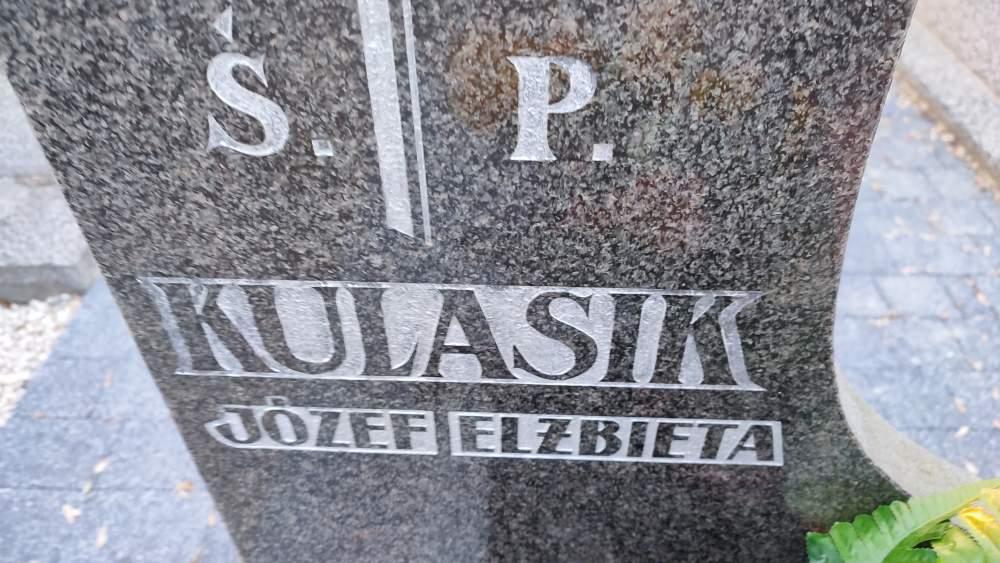 Ś. P.
KULASIK
JÓZEF ELŻBIETA